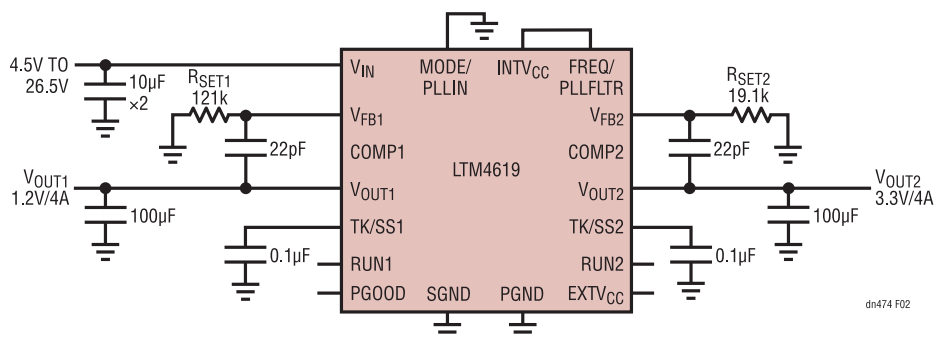 4.5V TO
26.5V
10µF
×2
RSET1
121k
VIN
MODE/
PLLIN
INTVCC
FREQ/
PLLFLTR
RSET2
19.1k
VFB1
VFB2
22pF
COMP1
LTM4619
COMP2
22pF
VOUT1
1.2V/4A
VOUT1
VOUT2
VOUT2
3.3V/4A
100µF
TK/SS1
TK/SS2
100µF
0.1µF
RUN1
RUN2
0.1µF
PGOOD
SGND
PGND
EXTVCC
dn474 F02